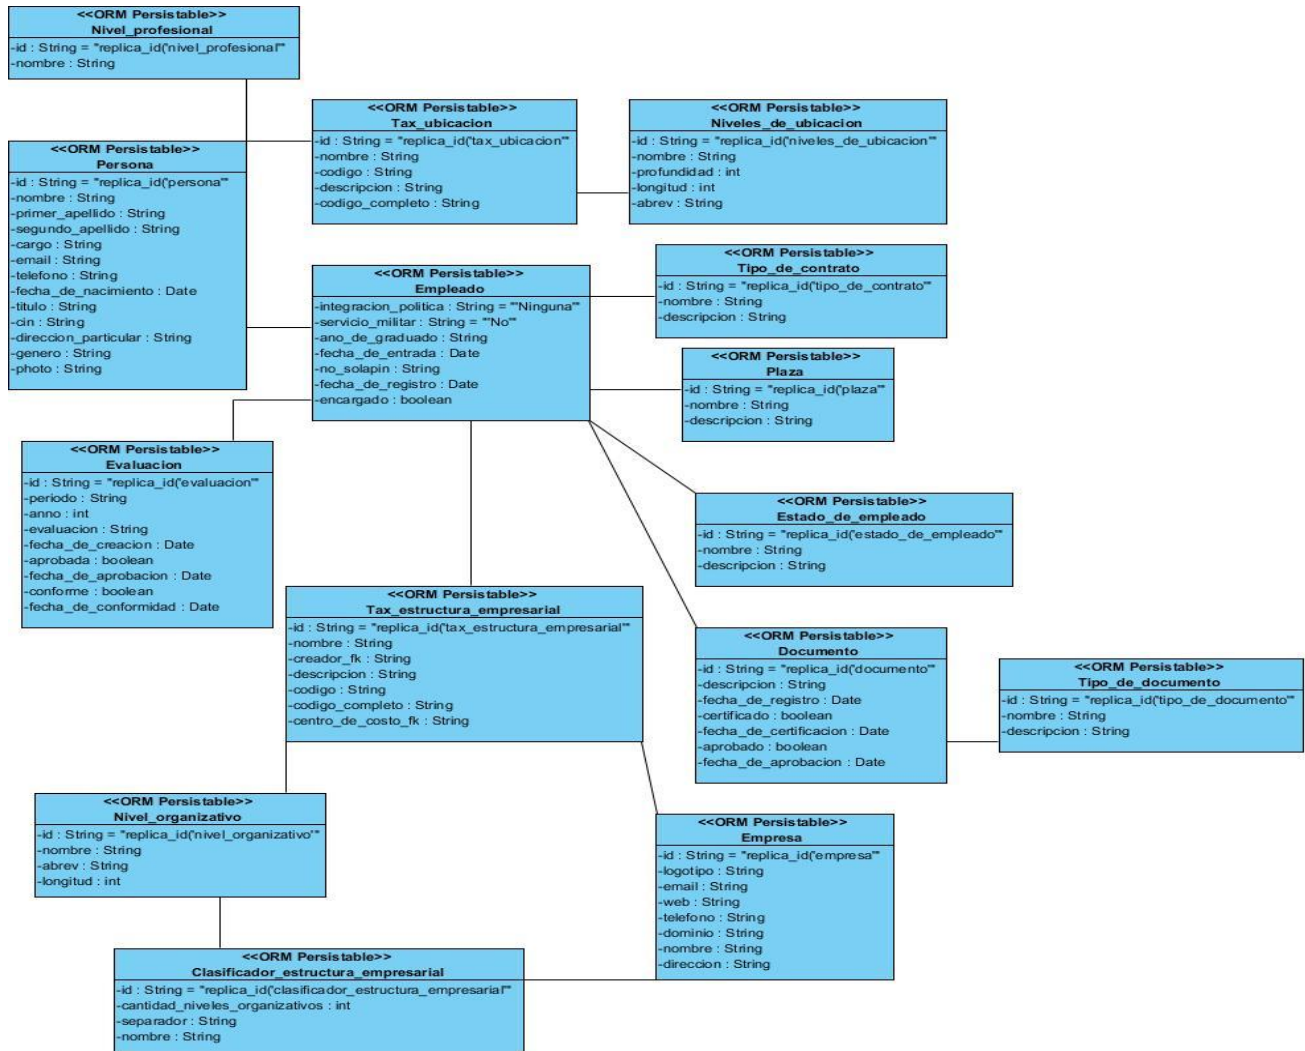 <<ORM Persistable>>
Nivel_profesional
-id : String = "replica_id('nivel_profesional'"
-nombre : String
<<ORM Persistable>>
Tax_ubicacion
-id : String = "replica_id('tax_ubicacion'"
-nombre : String
-codigo : String
-descripcion : String
-codigo_completo : String
<<ORM Persistable>>
Niveles_de_ubicacion
-id : String = "replica_id('niveles_de_ubicacion'"
-nombre : String
-profundidad : int
-longitud : int
-abrev : String
<<ORM Persistable>>
Persona
-id : String = "replica_id('persona'"
-nombre : String
-primer_apellido : String
-segundo_apellido : String
-cargo : String
-email : String
-telefono : String
-fecha_de_nacimiento : Date
-titulo : String
-cin : String
-direccion_particular : String
-genero : String
-photo : String
<<ORM Persistable>>
Empleado
-integracion_politica : String = "'Ninguna'"
-servicio_militar : String = "'No'"
-ano_de_graduado : String
-fecha_de_entrada : Date
-no_solapin : String
-fecha_de_registro : Date
-encargado : boolean
<<ORM Persistable>>
Tipo_de_contrato
-id : String = "replica_id('tipo_de_contrato'"
-nombre : String
-descripcion : String
<<ORM Persistable>>
Plaza
-id : String = "replica_id('plaza'"
-nombre : String
-descripcion : String
<<ORM Persistable>>
Evaluacion
-id : String = "replica_id('evaluacion'"
-periodo : String
-anno : int
-evaluacion : String
-fecha_de_creacion : Date
-aprobada : boolean
-fecha_de_aprobacion : Date
-conforme : boolean
-fecha_de_conformidad : Date
<<ORM Persistable>>
Estado_de_empleado
-id : String = "replica_id('estado_de_empleado'"
-nombre : String
-descripcion : String
<<ORM Persistable>>
Tax_estructura_empresarial
-id : String = "replica_id('tax_estructura_empresarial'"
-nombre : String
-creador_fk : String
-descripcion : String
-codigo : String
-codigo_completo : String
-centro_de_costo_fk : String
<<ORM Persistable>>
Documento
-id : String = "replica_id('documento'"
-descripcion : String
-fecha_de_registro : Date
-certificado : boolean
-fecha_de_certificacion : Date
-aprobado : boolean
-fecha_de_aprobacion : Date
<<ORM Persistable>>
Tipo_de_documento
-id : String = "replica_id('tipo_de_documento'"
-nombre : String
-descripcion : String
<<ORM Persistable>>
Nivel_organizativo
-id : String = "replica_id('nivel_organizativo'"
-nombre : String
-abrev : String
-longitud : int
<<ORM Persistable>>
Empresa
-id : String = "replica_id('empresa'"
-logotipo : String
-email : String
-web : String
-telefono : String
-dominio : String
-nombre : String
-direccion : String
<<ORM Persistable>>
Clasificador_estructura_empresarial
-id : String = "replica_id('clasificador_estructura_empresarial'"
-cantidad_niveles_organizativos : int
-separador : String
-nombre : String